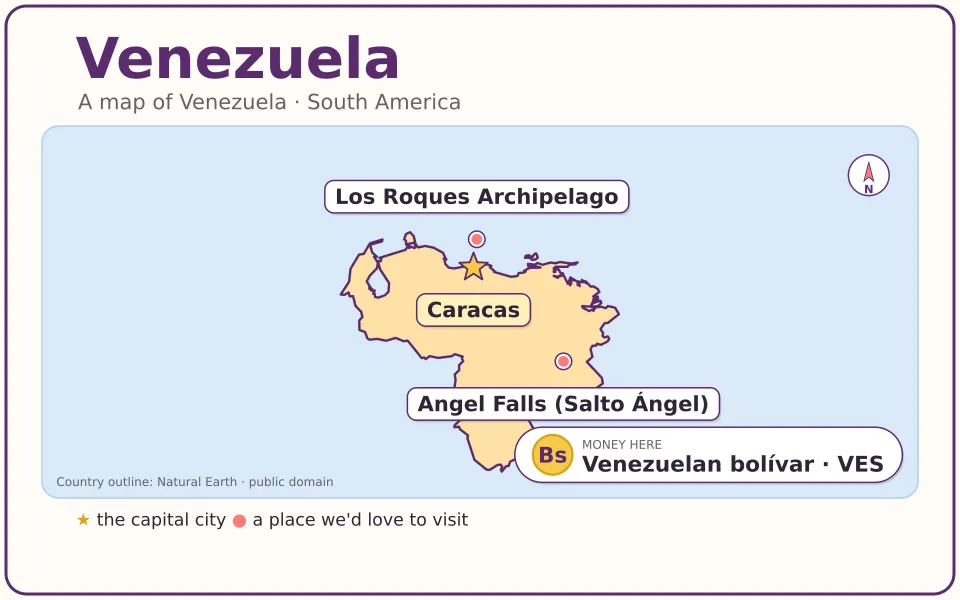 Venezuela
A map of Venezuela · South America
N
Los Roques Archipelago
Caracas
Angel Falls (Salto Ángel)
Bs
MONEY HERE
Venezuelan bolívar · VES
Country outline: Natural Earth · public domain
★ the capital city ● a place we'd love to visit